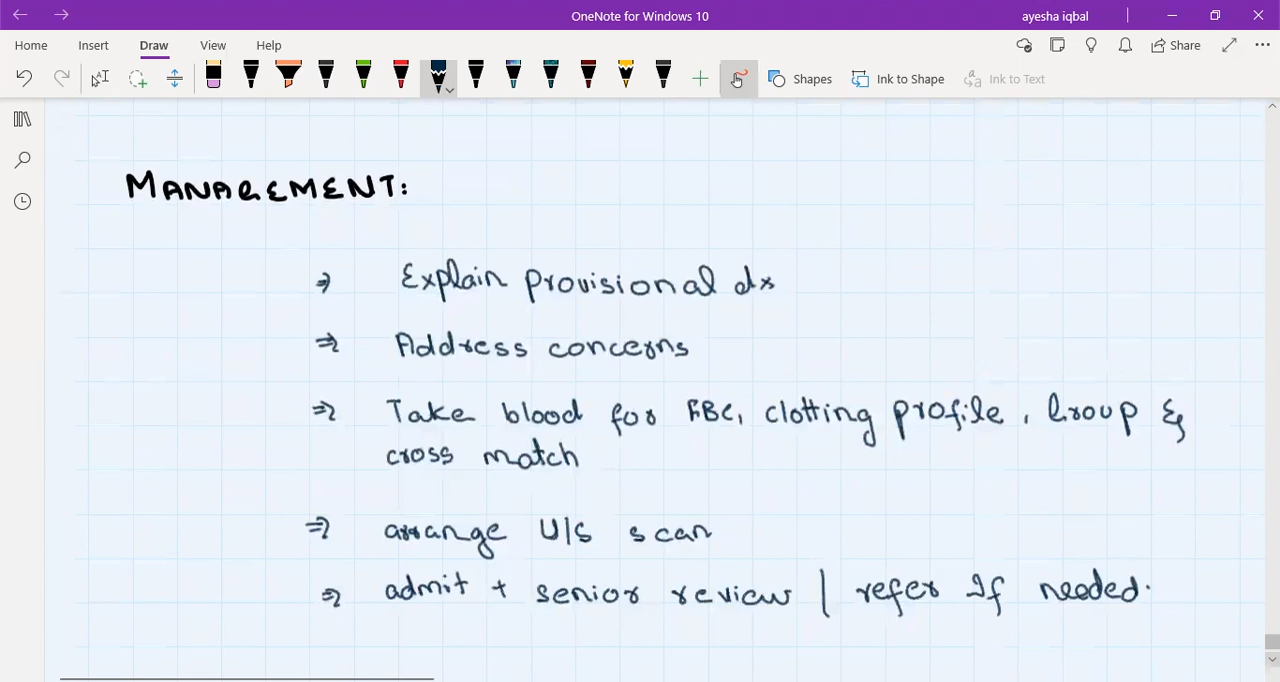 OneNote for Windows 10
ayesha iqbal
Home Insert Draw View Help
Share
Shapes
Ink to Shape
Ink to Text
MANAGEMENT:
⇒ Explain provisional dx
⇒ Address concerns
⇒ Take blood for FBC, clotting profile, Group &
cross match
⇒ arrange U/S scan
⇒ admit + senior review | refer If needed.